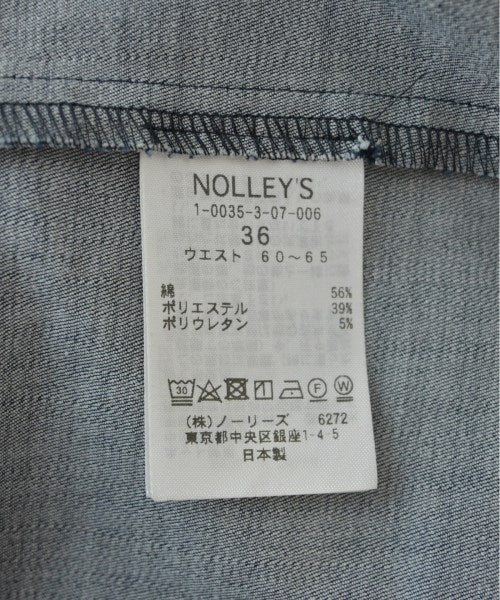 NOLLEY'S
1-0035-3-07-006
36
ウエスト 60〜65
綿 56%
ポリエステル 39%
ポリウレタン 5%
30 F W
(株)ノーリーズ 6272
東京都中央区銀座1-4-5
日本製